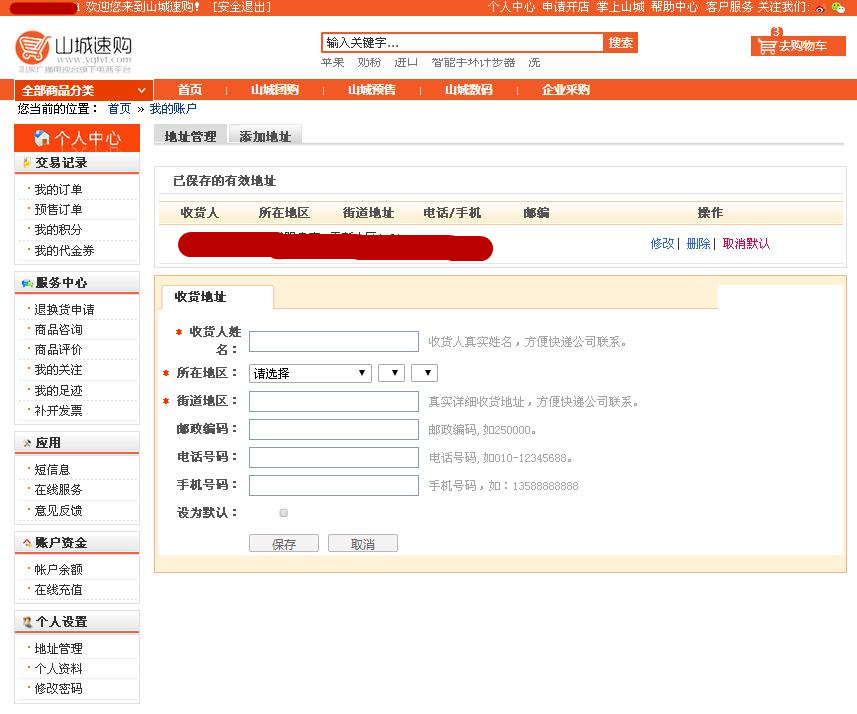 欢迎您来到山城速购! [安全退出]
个人中心 申请开店 掌上山城 帮助中心 客户服务 关注我们:
山城速购
www.yqtvt.com
输入关键字... 搜索
3
去购物车
苹果 奶粉 进口 智能手环计步器 洗
全部商品分类 首页 | 山城团购 | 山城预售 | 山城数码 | 企业采购
您当前的位置： 首页 » 我的账户
个人中心
交易记录
我的订单
预售订单
我的积分
我的代金券
服务中心
退换货申请
商品咨询
商品评价
我的关注
我的足迹
补开发票
应用
短信息
在线服务
意见反馈
账户资金
帐户余额
在线充值
个人设置
地址管理
个人资料
修改密码
地址管理 添加地址
已保存的有效地址
收货人 所在地区 街道地址 电话/手机 邮编 操作
修改| 删除| 取消默认
收货地址
* 收货人姓名： 收货人真实姓名，方便快递公司联系。
* 所在地区： 请选择
* 街道地区： 真实详细收货地址，方便快递公司联系。
邮政编码： 邮政编码,如250000。
电话号码： 电话号码,如010-12345688。
手机号码： 手机号码，如：13588888888
设为默认：
保存 取消